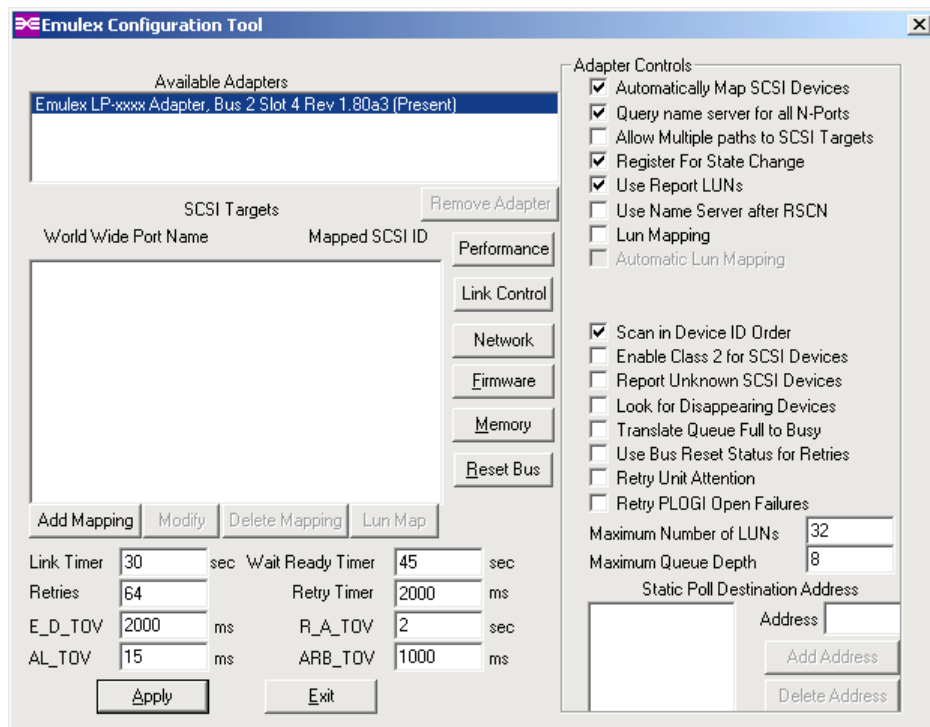 Emulex Configuration Tool
Available Adapters
Emulex LP-xxxx Adapter, Bus 2 Slot 4 Rev 1.80a3 (Present)
Remove Adapter
SCSI Targets
World Wide Port Name Mapped SCSI ID
Performance
Link Control
Network
Firmware
Memory
Reset Bus
Add Mapping Modify Delete Mapping Lun Map
Link Timer 30 sec Wait Ready Timer 45 sec
Retries 64 Retry Timer 2000 ms
E_D_TOV 2000 ms R_A_TOV 2 sec
AL_TOV 15 ms ARB_TOV 1000 ms
Apply Exit
Adapter Controls
Automatically Map SCSI Devices
Query name server for all N-Ports
Allow Multiple paths to SCSI Targets
Register For State Change
Use Report LUNs
Use Name Server after RSCN
Lun Mapping
Automatic Lun Mapping
Scan in Device ID Order
Enable Class 2 for SCSI Devices
Report Unknown SCSI Devices
Look for Disappearing Devices
Translate Queue Full to Busy
Use Bus Reset Status for Retries
Retry Unit Attention
Retry PLOGI Open Failures
Maximum Number of LUNs 32
Maximum Queue Depth 8
Static Poll Destination Address
Address
Add Address
Delete Address